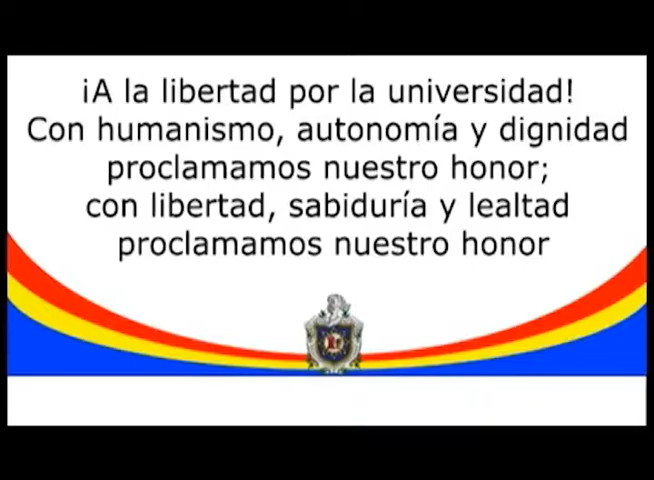 ¡A la libertad por la universidad!
Con humanismo, autonomía y dignidad
proclamamos nuestro honor;
con libertad, sabiduría y lealtad
proclamamos nuestro honor